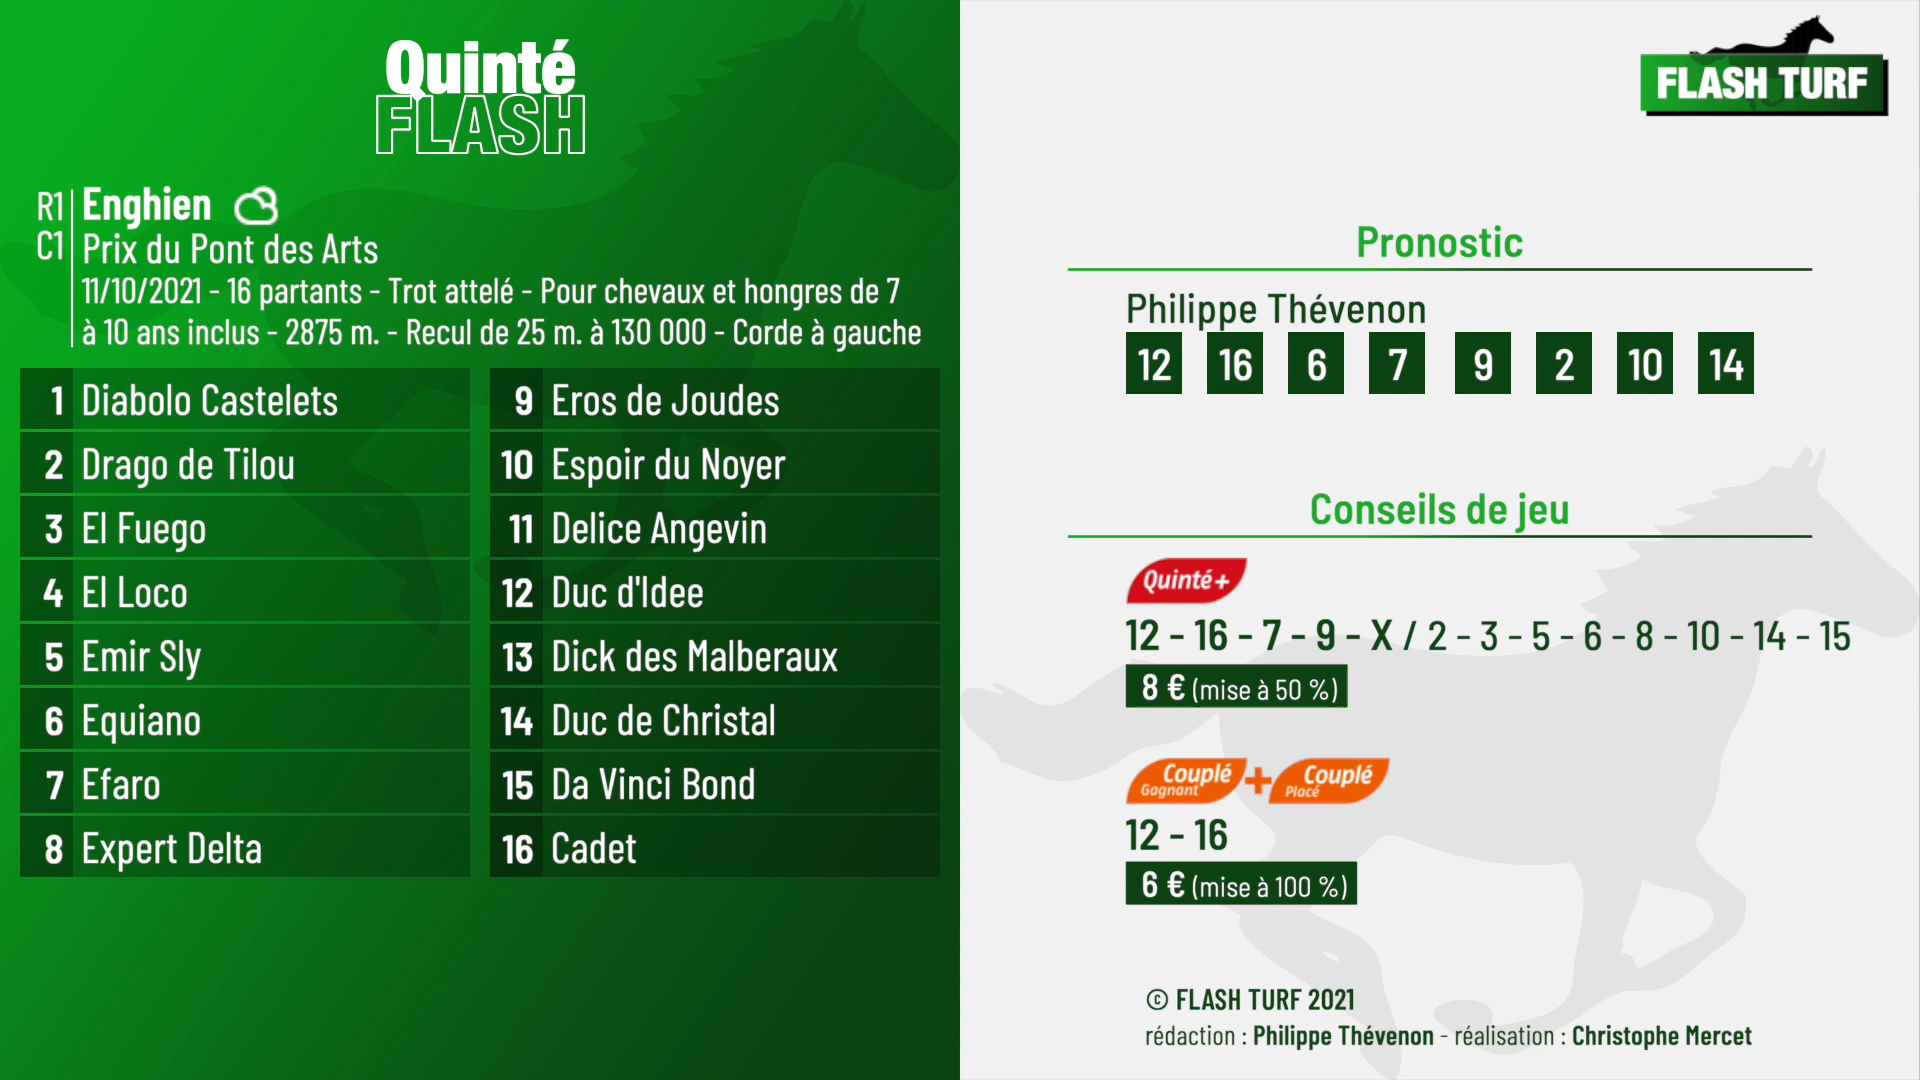 Quinté
FLASH
R1 Enghien
C1 Prix du Pont des Arts
11/10/2021 - 16 partants - Trot attelé - Pour chevaux et hongres de 7
à 10 ans inclus - 2875 m. - Recul de 25 m. à 130 000 - Corde à gauche
1 Diabolo Castelets
2 Drago de Tilou
3 El Fuego
4 El Loco
5 Emir Sly
6 Equiano
7 Efaro
8 Expert Delta
9 Eros de Joudes
10 Espoir du Noyer
11 Delice Angevin
12 Duc d'Idee
13 Dick des Malberaux
14 Duc de Christal
15 Da Vinci Bond
16 Cadet
FLASH TURF
Pronostic
Philippe Thévenon
12 16 6 7 9 2 10 14
Conseils de jeu
Quinté+
12 - 16 - 7 - 9 - X / 2 - 3 - 5 - 6 - 8 - 10 - 14 - 15
8 € (mise à 50 %)
Couplé Gagnant + Couplé Placé
12 - 16
6 € (mise à 100 %)
© FLASH TURF 2021
rédaction : Philippe Thévenon - réalisation : Christophe Mercet